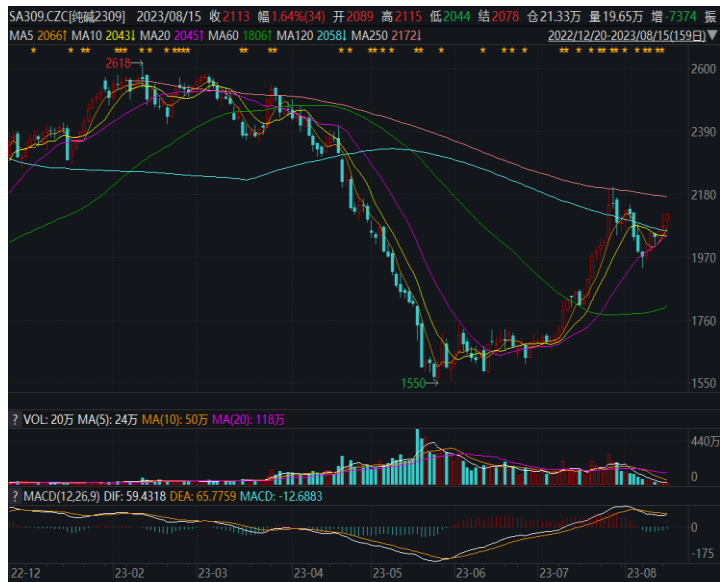 SA309.CZC[纯碱2309] 2023/08/15 收2113 幅1.64%(34) 开2089 高2115 低2044 结2078 仓21.33万 量19.65万 增-7374 振
MA5 2066↑ MA10 2043↓ MA20 2045↑ MA60 1806↑ MA120 2058↓ MA250 2172↓ 2022/12/20-2023/08/15(159日)▼
2618→
2600
2390
2180
1970
1760
1550→
1550
? VOL: 20万 MA(5): 24万 MA(10): 50万 MA(20): 118万
440万
0
? MACD(12,26,9) DIF: 59.4318 DEA: 65.7759 MACD: -12.6883
0
-175
22-12 23-02 23-03 23-04 23-05 23-06 23-07 23-08